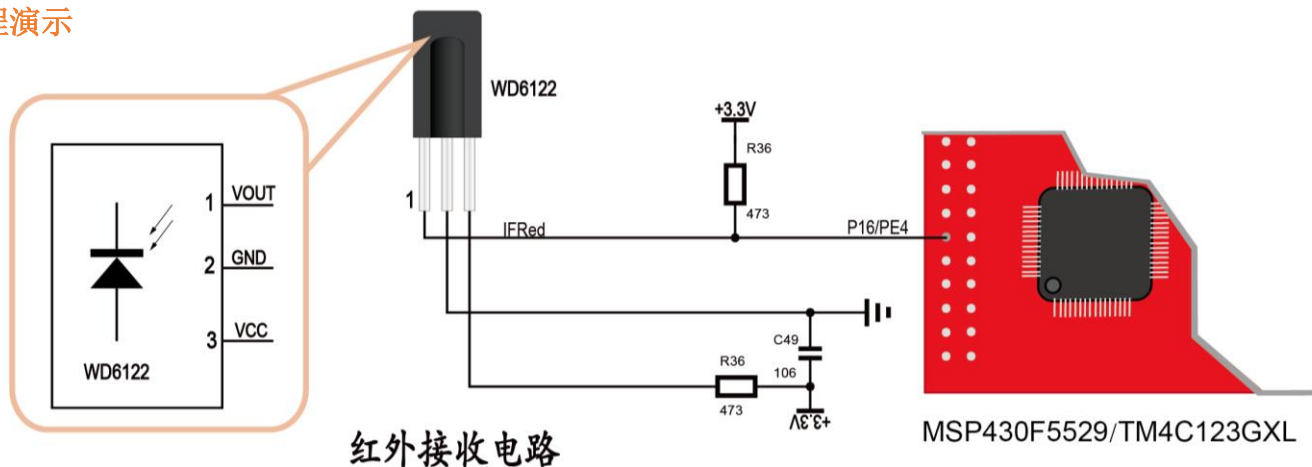 程演示
WD6122
1
IFRed
+3.3V
R36
473
P16/PE4
1 VOUT
2 GND
3 VCC
WD6122
C49
106
R36
473
+3.3V
红外接收电路
MSP430F5529/TM4C123GXL